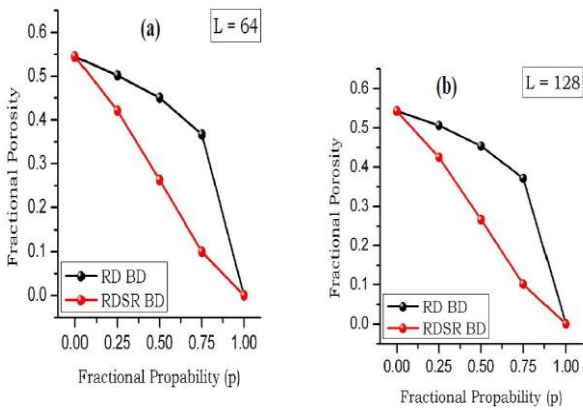 (a)
L = 64
Fractional Porosity
0.6
0.5
0.4
0.3
0.2
0.1
0.0
RD BD
RDSR BD
0.00 0.25 0.50 0.75 1.00
Fractional Propability (p)
(b)
L = 128
Fractional Porosity
0.6
0.5
0.4
0.3
0.2
0.1
0.0
RD BD
RDSR BD
0.00 0.25 0.50 0.75 1.00
Fractional Propability (p)